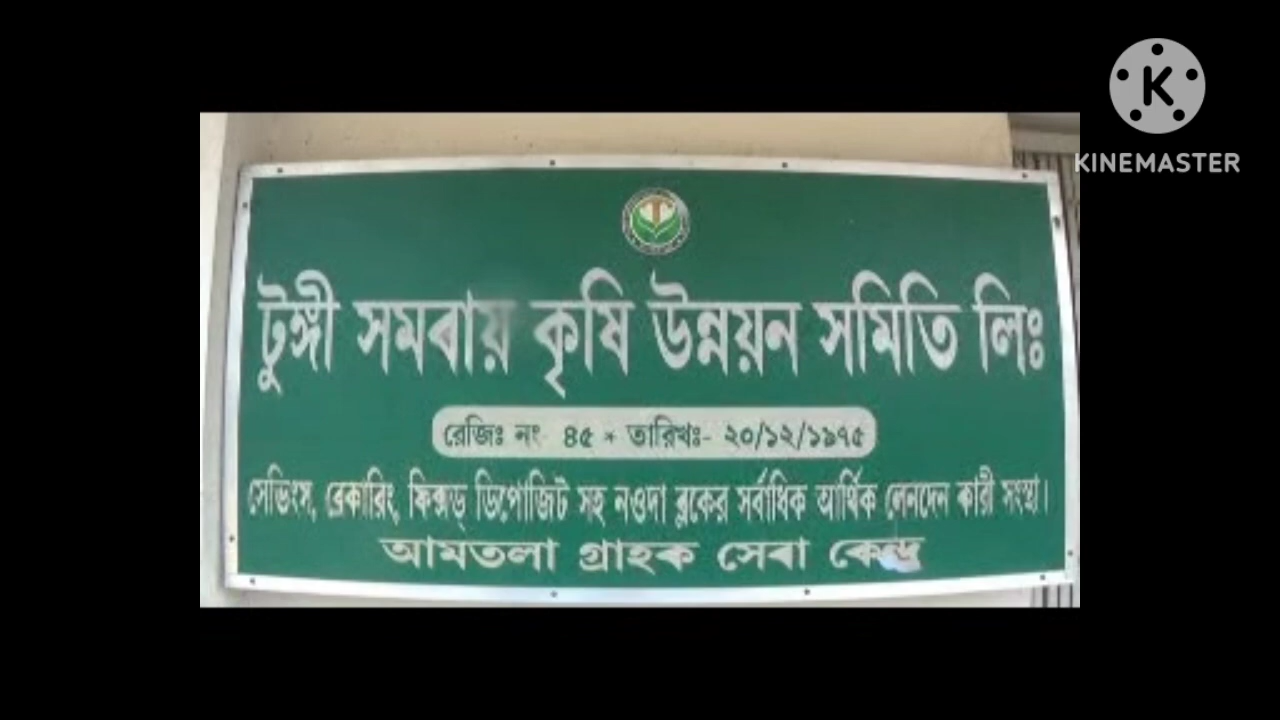 KINEMASTER
টুঙ্গী সমবায় কৃষি উন্নয়ন সমিতি লিঃ
রেজিঃ নং- ৪৫ * তারিখঃ- ২০/১২/১৯৭৫
সেভিংস, রেকারিং, ফিক্সড্ ডিপোজিট সহ নওদা ব্লকের সর্বাধিক আর্থিক লেনদেন কারী সংস্থা।
আমতলা গ্রাহক সেবা কেন্দ্র